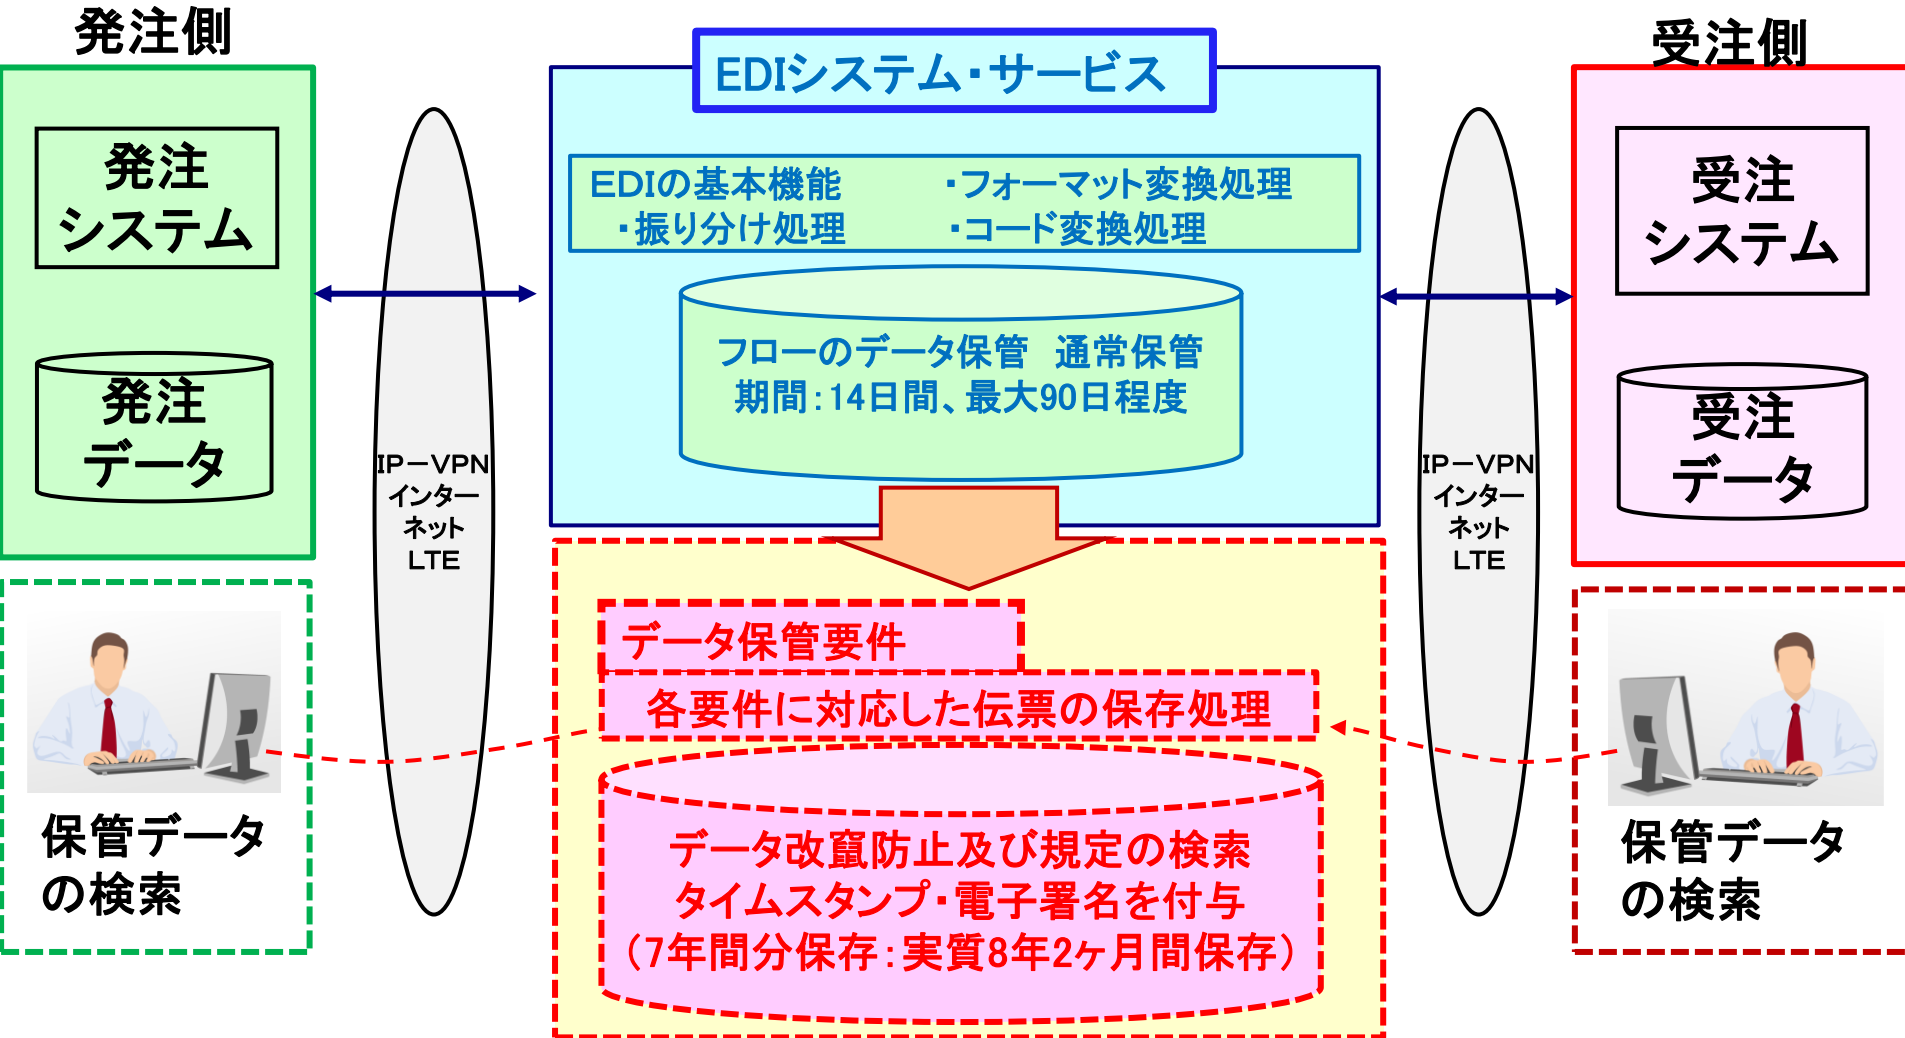 発注側
発注
システム
発注
データ
保管データ
の検索
IP－VPN
インター
ネット
LTE
EDIシステム・サービス
EDIの基本機能　・フォーマット変換処理
・振り分け処理　・コード変換処理
フローのデータ保管　通常保管
期間：14日間、最大90日程度
データ保管要件
各要件に対応した伝票の保存処理
データ改竄防止及び規定の検索
タイムスタンプ・電子署名を付与
（7年間分保存：実質8年2ヶ月間保存）
IP－VPN
インター
ネット
LTE
受注側
受注
システム
受注
データ
保管データ
の検索